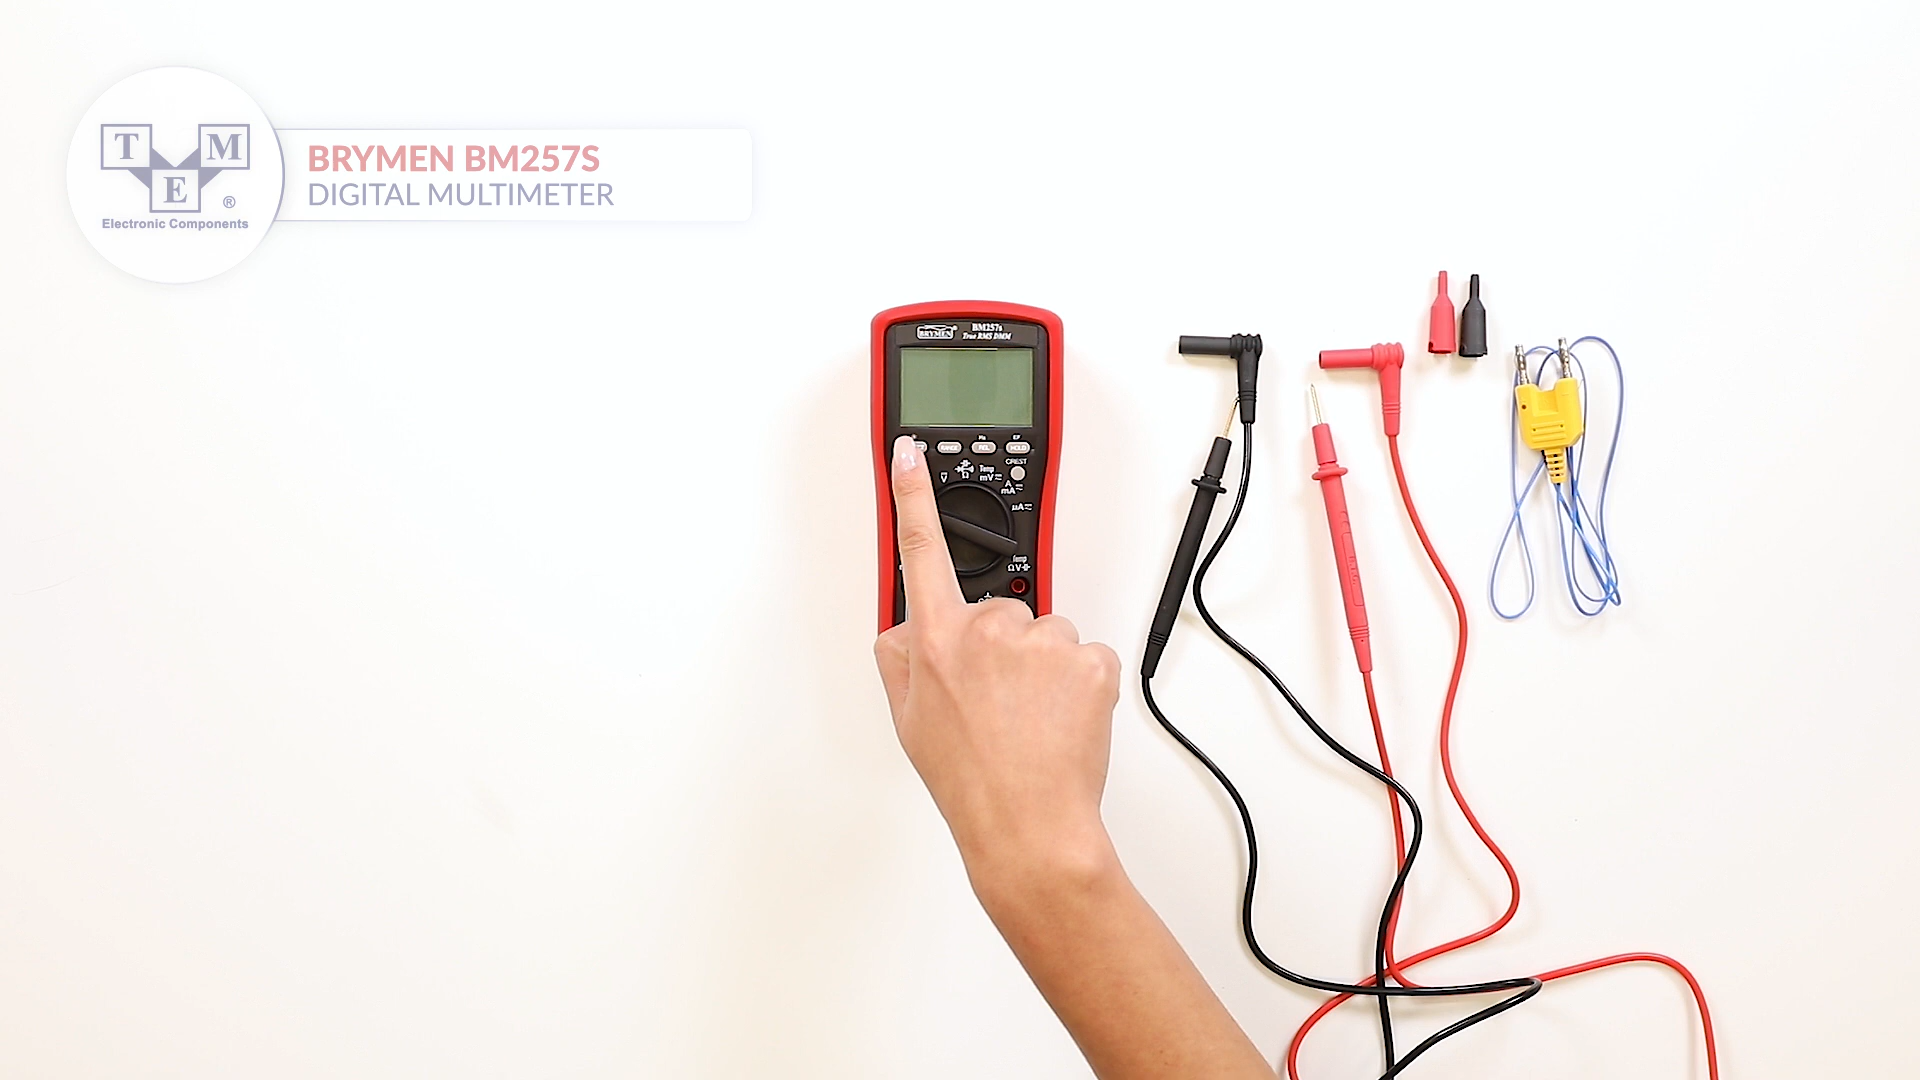 T M
E ®
Electronic Components
BRYMEN BM257S
DIGITAL MULTIMETER
BRYMEN®
BM257s
True RMS DMM
RANGE
REL
HOLD
CREST
Temp
mV
V
Ω
A
mA
µA
Temp
ΩV